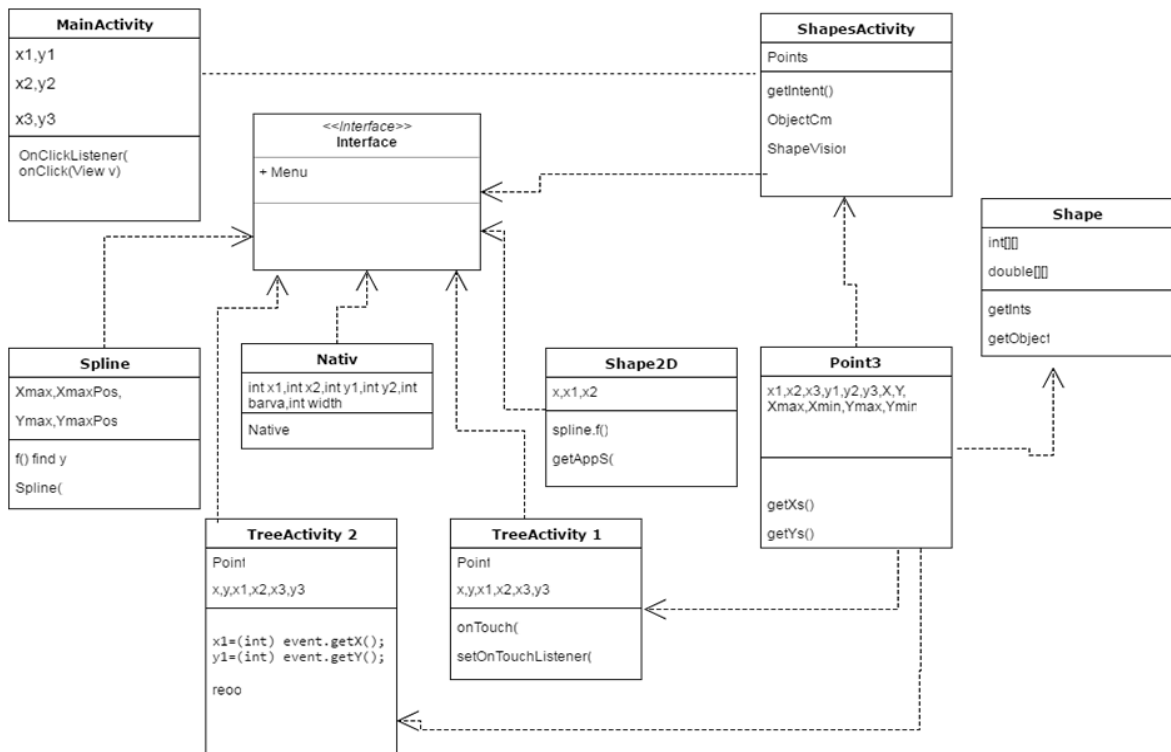 MainActivity
x1,y1
x2,y2
x3,y3
OnClickListener(
onClick(View v)
<<Interface>>
Interface
+ Menu
ShapesActivity
Points
getIntent()
ObjectCm
ShapeVision
Shape
int[][]
double[][]
getInts
getObject
Spline
Xmax,XmaxPos,
Ymax,YmaxPos
f() find y
Spline(
Nativ
int x1,int x2,int y1,int y2,int
barva,int width
Native
Shape2D
x,x1,x2
spline.f()
getAppS(
Point3
x1,x2,x3,y1,y2,y3,X,Y,
Xmax,Xmin,Ymax,Ymin
getXs()
getYs()
TreeActivity 2
Point
x,y,x1,x2,x3,y3
x1=(int) event.getX();
y1=(int) event.getY();
reoo
TreeActivity 1
Point
x,y,x1,x2,x3,y3
onTouch(
setOnTouchListener(